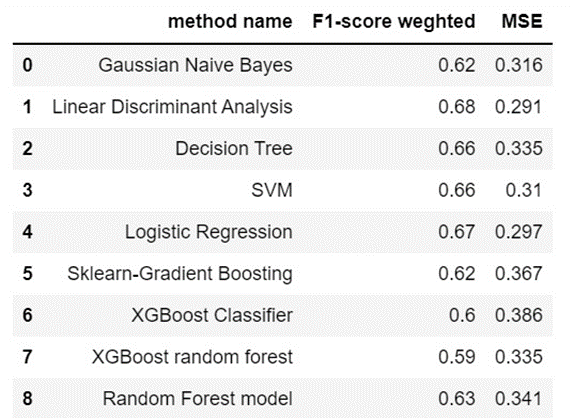 method name F1-score weghted MSE
0 Gaussian Naive Bayes 0.62 0.316
1 Linear Discriminant Analysis 0.68 0.291
2 Decision Tree 0.66 0.335
3 SVM 0.66 0.31
4 Logistic Regression 0.67 0.297
5 Sklearn-Gradient Boosting 0.62 0.367
6 XGBoost Classifier 0.6 0.386
7 XGBoost random forest 0.59 0.335
8 Random Forest model 0.63 0.341